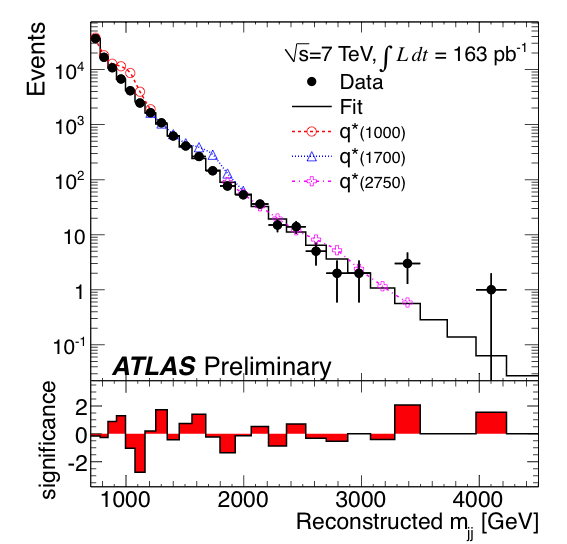 Events
√s=7 TeV, ∫ L dt = 163 pb⁻¹
Data
Fit
q*(1000)
q*(1700)
q*(2750)
10⁴
10³
10²
10
1
10⁻¹
ATLAS Preliminary
significance
2
0
-2
1000 2000 3000 4000
Reconstructed mjj [GeV]